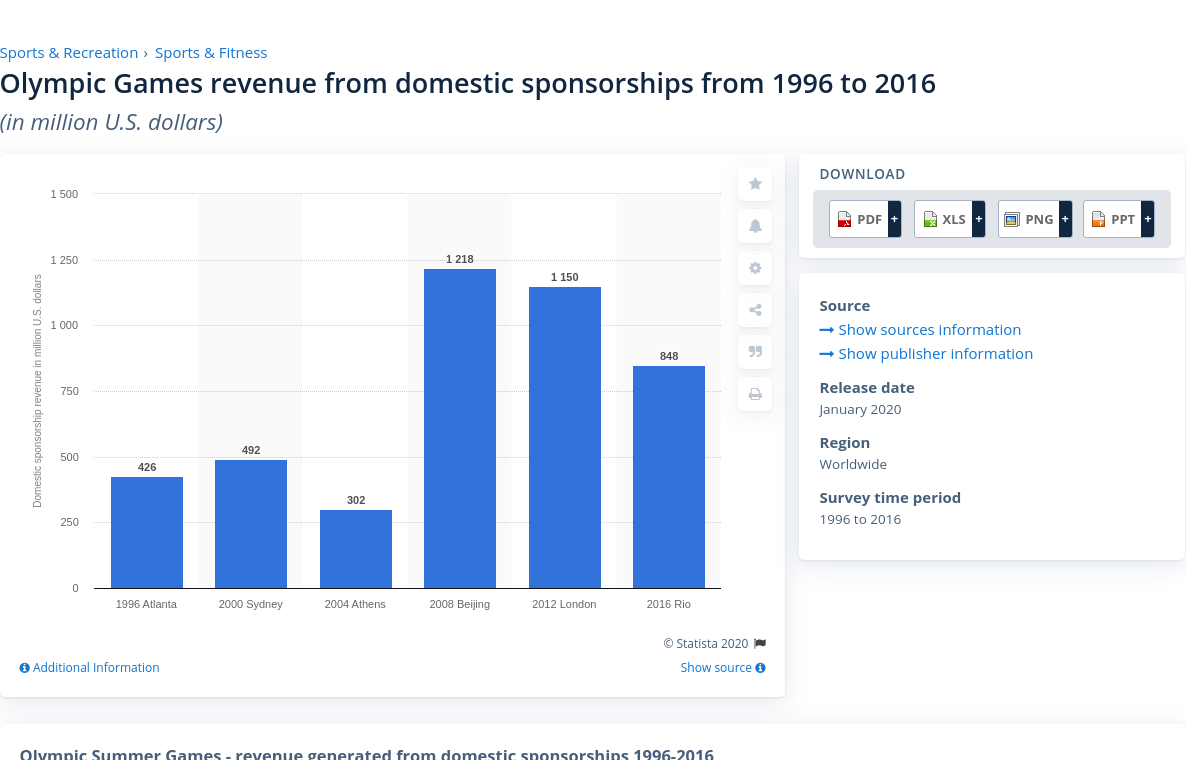 Sports & Recreation › Sports & Fitness
Olympic Games revenue from domestic sponsorships from 1996 to 2016
(in million U.S. dollars)
Domestic sponsorship revenue in million U.S. dollars
1 500
1 250
1 000
750
500
250
0
426
492
302
1 218
1 150
848
1996 Atlanta
2000 Sydney
2004 Athens
2008 Beijing
2012 London
2016 Rio
© Statista 2020
Additional Information
Show source
DOWNLOAD
PDF + XLS + PNG + PPT +
Source
Show sources information
Show publisher information
Release date
January 2020
Region
Worldwide
Survey time period
1996 to 2016
Olympic Summer Games - revenue generated from domestic sponsorships 1996-2016